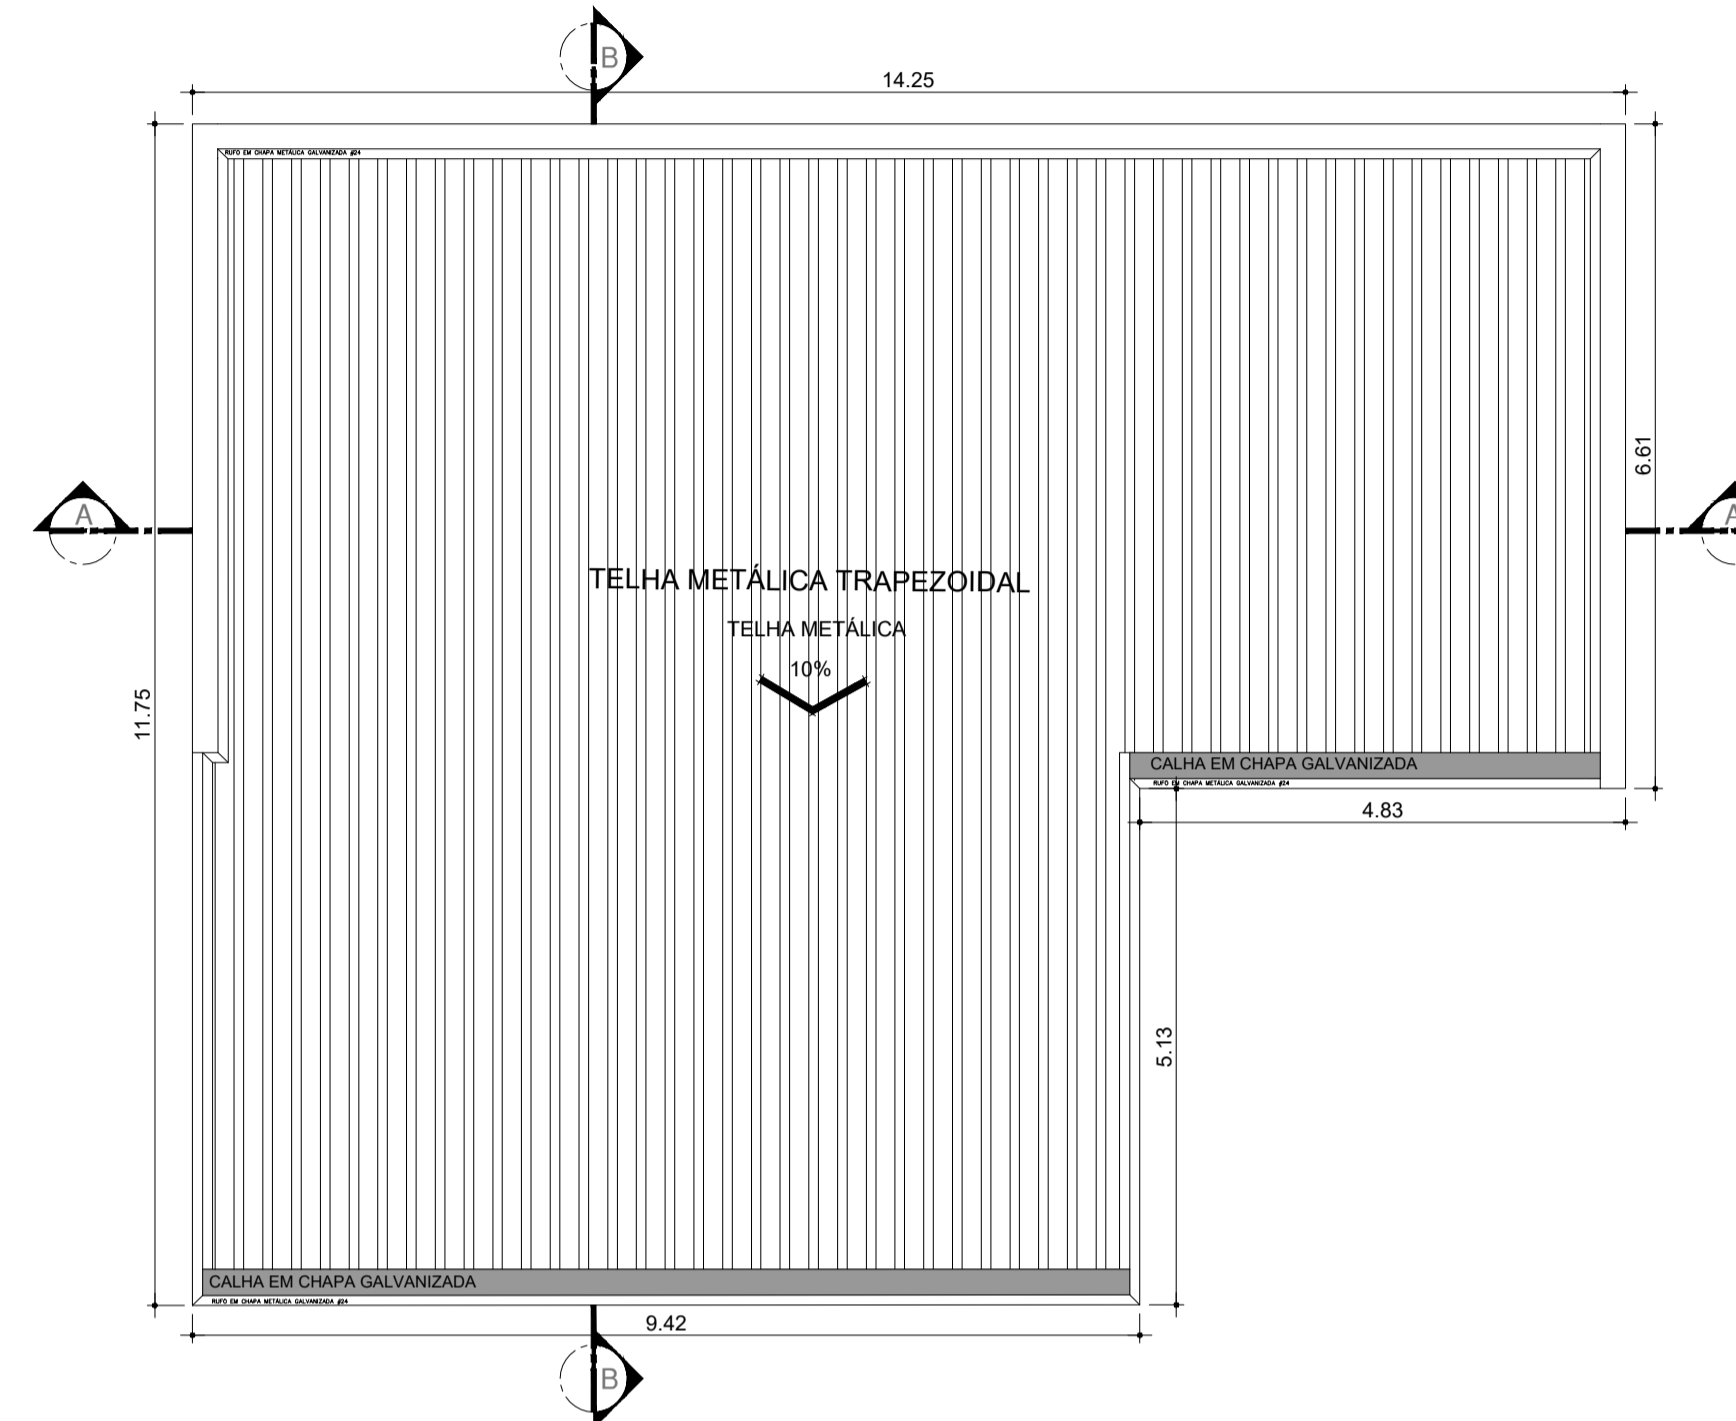 B
14.25
RUFO EM CHAPA METÁLICA GALVANIZADA #24
6.61
A
A
TELHA METÁLICA TRAPEZOIDAL
TELHA METÁLICA
10%
11.75
CALHA EM CHAPA GALVANIZADA
RUFO EM CHAPA METÁLICA GALVANIZADA #24
4.83
5.13
CALHA EM CHAPA GALVANIZADA
RUFO EM CHAPA METÁLICA GALVANIZADA #24
9.42
B